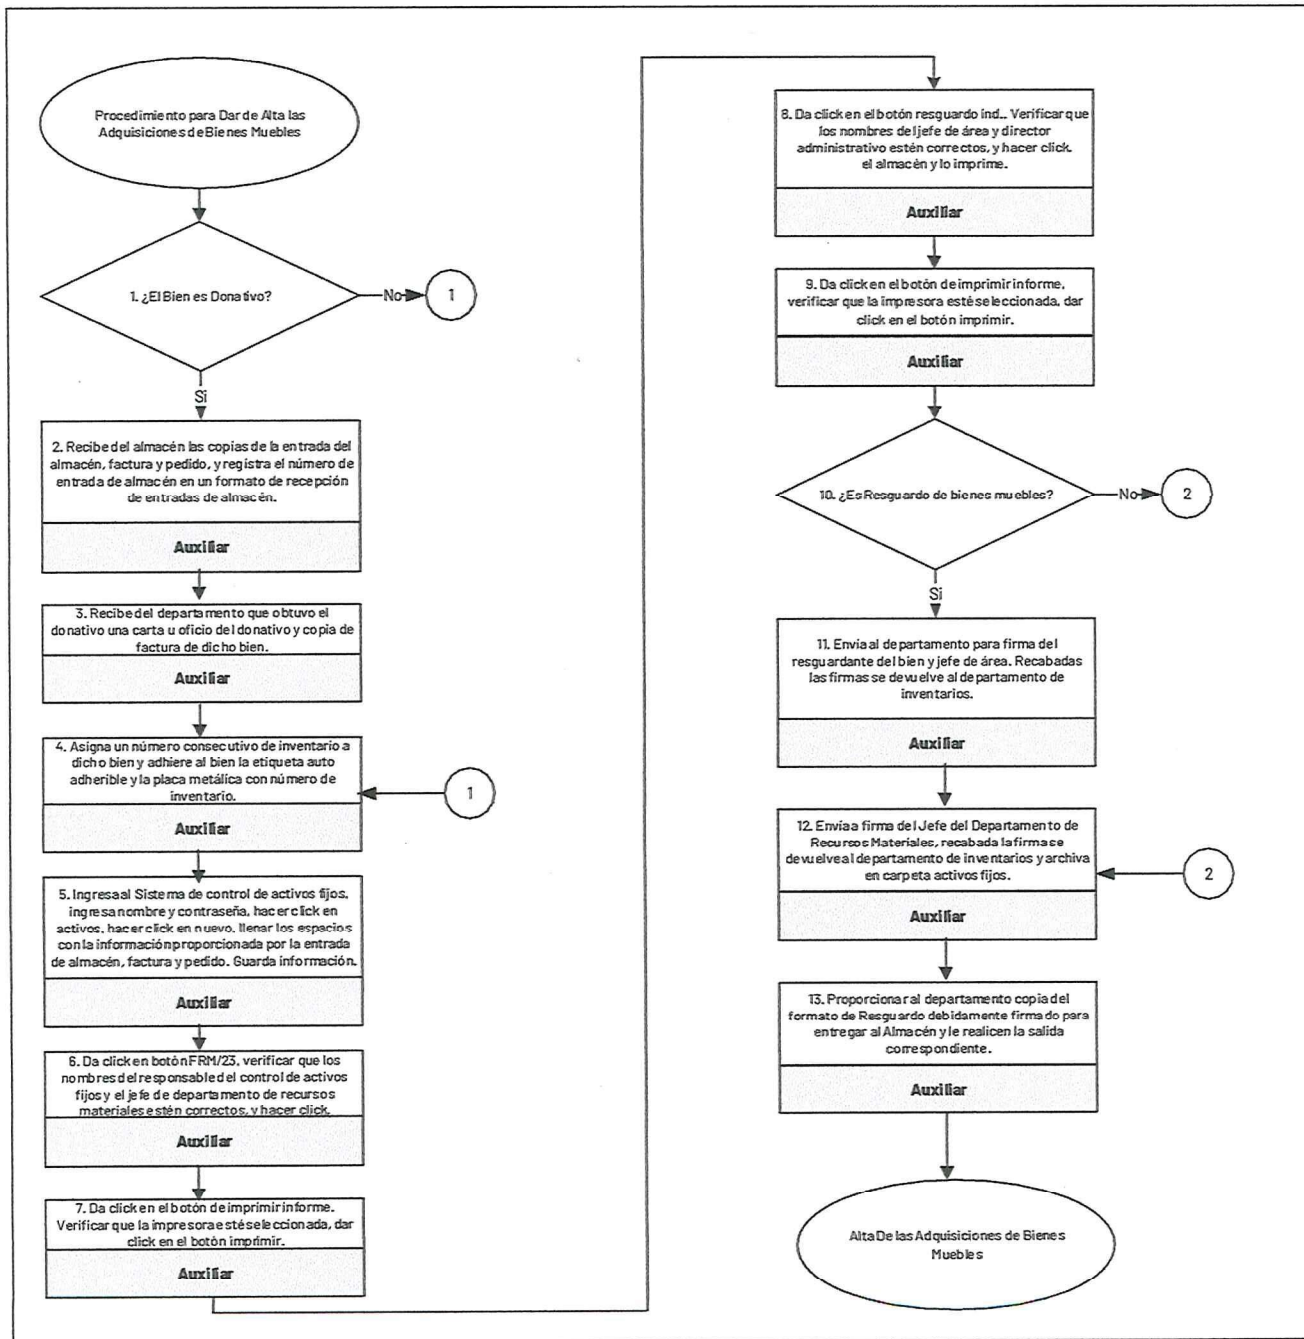 Procedimiento para Dar de Alta las
Adquisiciones de Bienes Muebles
1. ¿El Bien es Donativo?
No
1
Si
2. Recibe del almacén las copias de la entrada del
almacén, factura y pedido, y registra el número de
entrada de almacén en un formato de recepción
de entradas de almacén.
Auxiliar
3. Recibe del departamento que obtuvo el
donativo una carta u oficio del donativo y copia de
factura de dicho bien.
Auxiliar
4. Asigna un número consecutivo de inventario a
dicho bien y adhiere al bien la etiqueta auto
adherible y la placa metálica con número de
inventario.
Auxiliar
1
5. Ingresa al Sistema de control de activos fijos,
ingresa nombre y contraseña, hacer click en
activos, hacer click en nuevo, llenar los espacios
con la información proporcionada por la entrada
de almacén, factura y pedido. Guarda información.
Auxiliar
6. Da click en botón FRM/23, verificar que los
nombres del responsable del control de activos
fijos y el jefe de departamento de recursos
materiales estén correctos, y hacer click.
Auxiliar
7. Da click en el botón de imprimir informe.
Verificar que la impresora esté seleccionada, dar
click en el botón imprimir.
Auxiliar
8. Da click en el botón resguardo ind.. Verificar que
los nombres del jefe de área y director
administrativo estén correctos, y hacer click.
el almacén y lo imprime.
Auxiliar
9. Da click en el botón de imprimir informe,
verificar que la impresora esté seleccionada, dar
click en el botón imprimir.
Auxiliar
10. ¿Es Resguardo de bienes muebles?
No
2
Si
11. Envía al departamento para firma del
resguardante del bien y jefe de área. Recabadas
las firmas se devuelve al departamento de
inventarios.
Auxiliar
12. Envía a firma del Jefe del Departamento de
Recursos Materiales, recabada la firma se
devuelve al departamento de inventarios y archiva
en carpeta activos fijos.
Auxiliar
2
13. Proporcionar al departamento copia del
formato de Resguardo debidamente firmado para
entregar al Almacén y le realicen la salida
correspondiente.
Auxiliar
Alta De las Adquisiciones de Bienes
Muebles